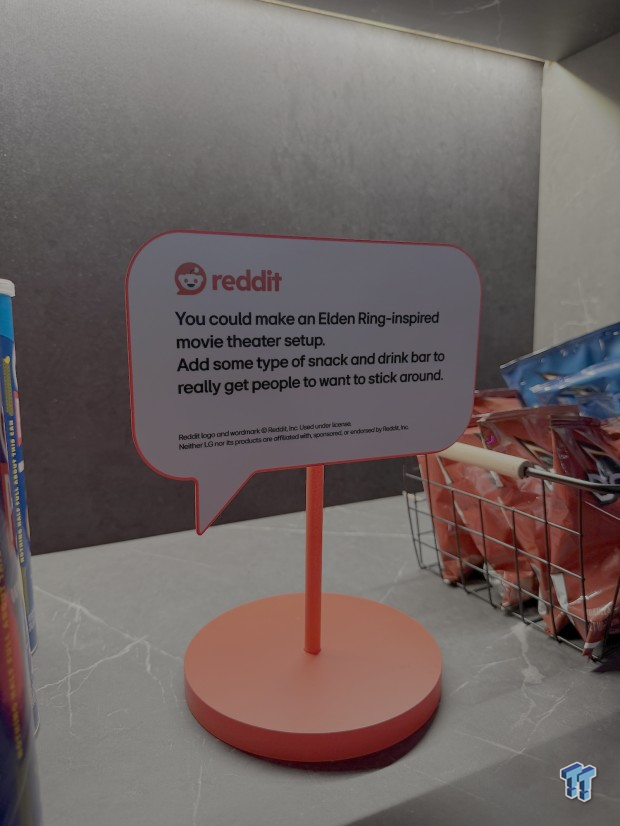 reddit
You could make an Elden Ring-inspired
movie theater setup.
Add some type of snack and drink bar to
really get people to want to stick around.
Reddit logo and wordmark © Reddit, Inc. Used under license.
Neither LG nor its products are affiliated with, sponsored, or endorsed by Reddit, Inc.
TT